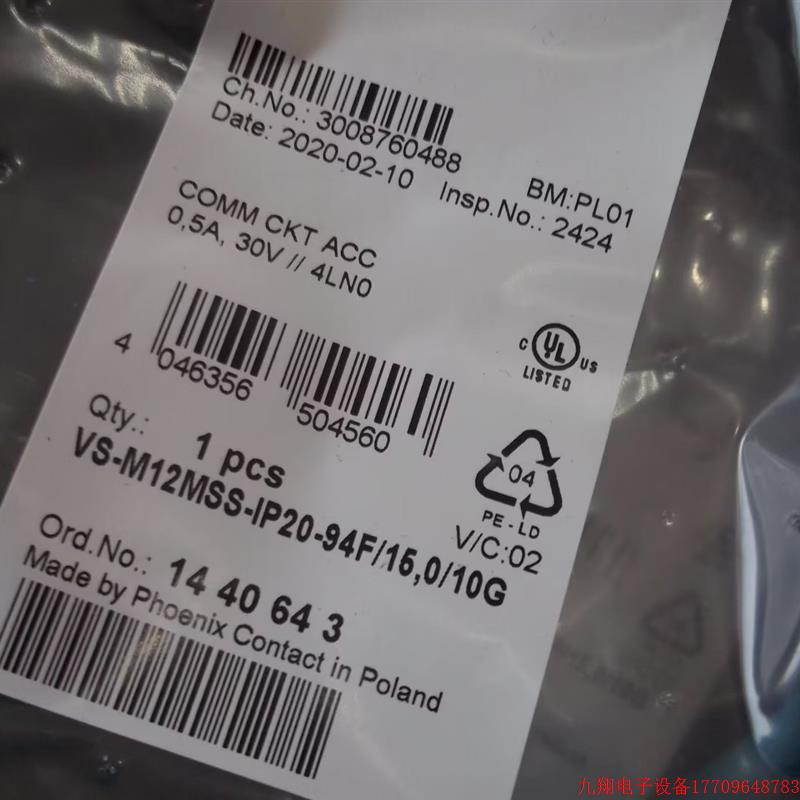 Ch.No.: 3008760488
Date: 2020-02-10 Insp.No.: 2424
BM:PL01
COMM CKT ACC
0,5A, 30V // 4LN0
4 046356 504560
C UL US
LISTED
Qty.: 1 pcs
04
PE-LD
VS-M12MSS-IP20-94F/15,0/10G
V/C:02
Ord.No.: 14 40 64 3
Made by Phoenix Contact in Poland
九翔电子设备17709648783